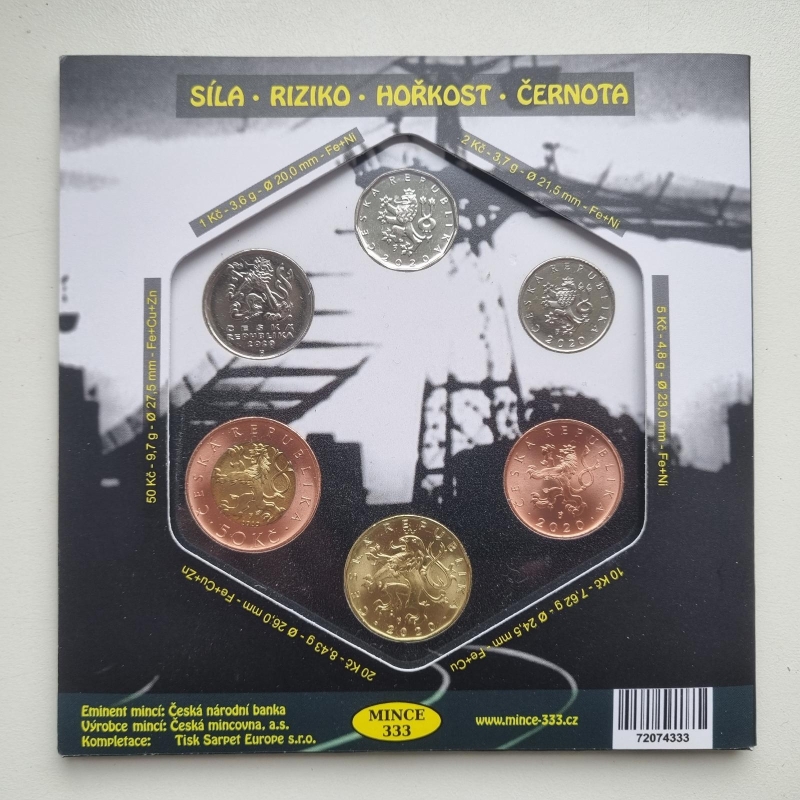 SÍLA · RIZIKO · HOŘKOST · ČERNOTA
1 Kč - 3,6 g - Ø 20,0 mm - Fe+Ni
2 Kč - 3,7 g - Ø 21,5 mm - Fe+Ni
ČESKÁ REPUBLIKA
2020
ČESKÁ
REPUBLIKA
2020
ČESKÁ REPUBLIKA
2020
50 Kč - 9,7 g - Ø 27,5 mm - Fe+Cu+Zn
5 Kč - 4,8 g - Ø 23,0 mm - Fe+Ni
ČESKÁ REPUBLIKA
50 KČ
ČESKÁ REPUBLIKA
2020
ČESKÁ REPUBLIKA
2020
20 Kč - 8,43 g - Ø 26,0 mm - Fe+Cu+Zn
10 Kč - 7,62 g - Ø 24,5 mm - Fe+Cu
Eminent mincí: Česká národní banka
Výrobce mincí: Česká mincovna, a.s.
Kompletace: Tisk Sarpet Europe s.r.o.
MINCE
333
www.mince-333.cz
72074333